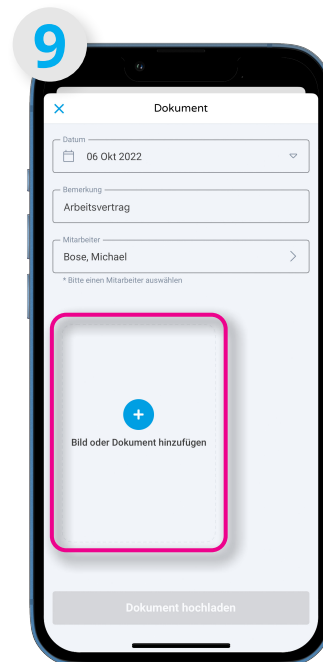 9
Dokument
Datum
06 Okt 2022
Bemerkung
Arbeitsvertrag
Mitarbeiter
Bose, Michael
* Bitte einen Mitarbeiter auswählen
Bild oder Dokument hinzufügen
Dokument hochladen